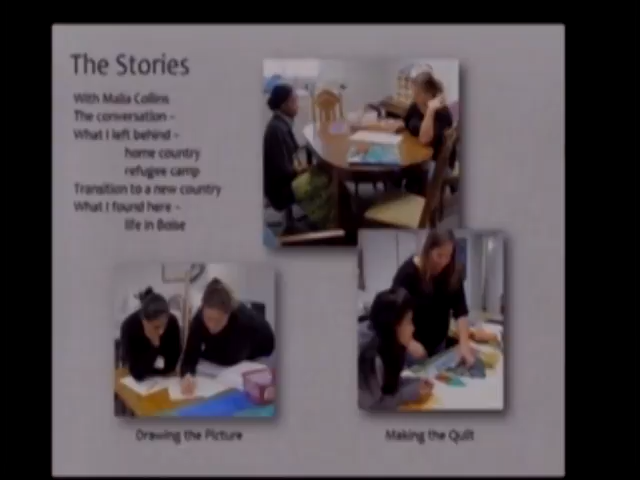 The Stories
With Malia Collins
The conversation –
What I left behind –
home country
refugee camp
Transition to a new country
What I found here –
life in Boise
Drawing the Picture
Making the Quilt